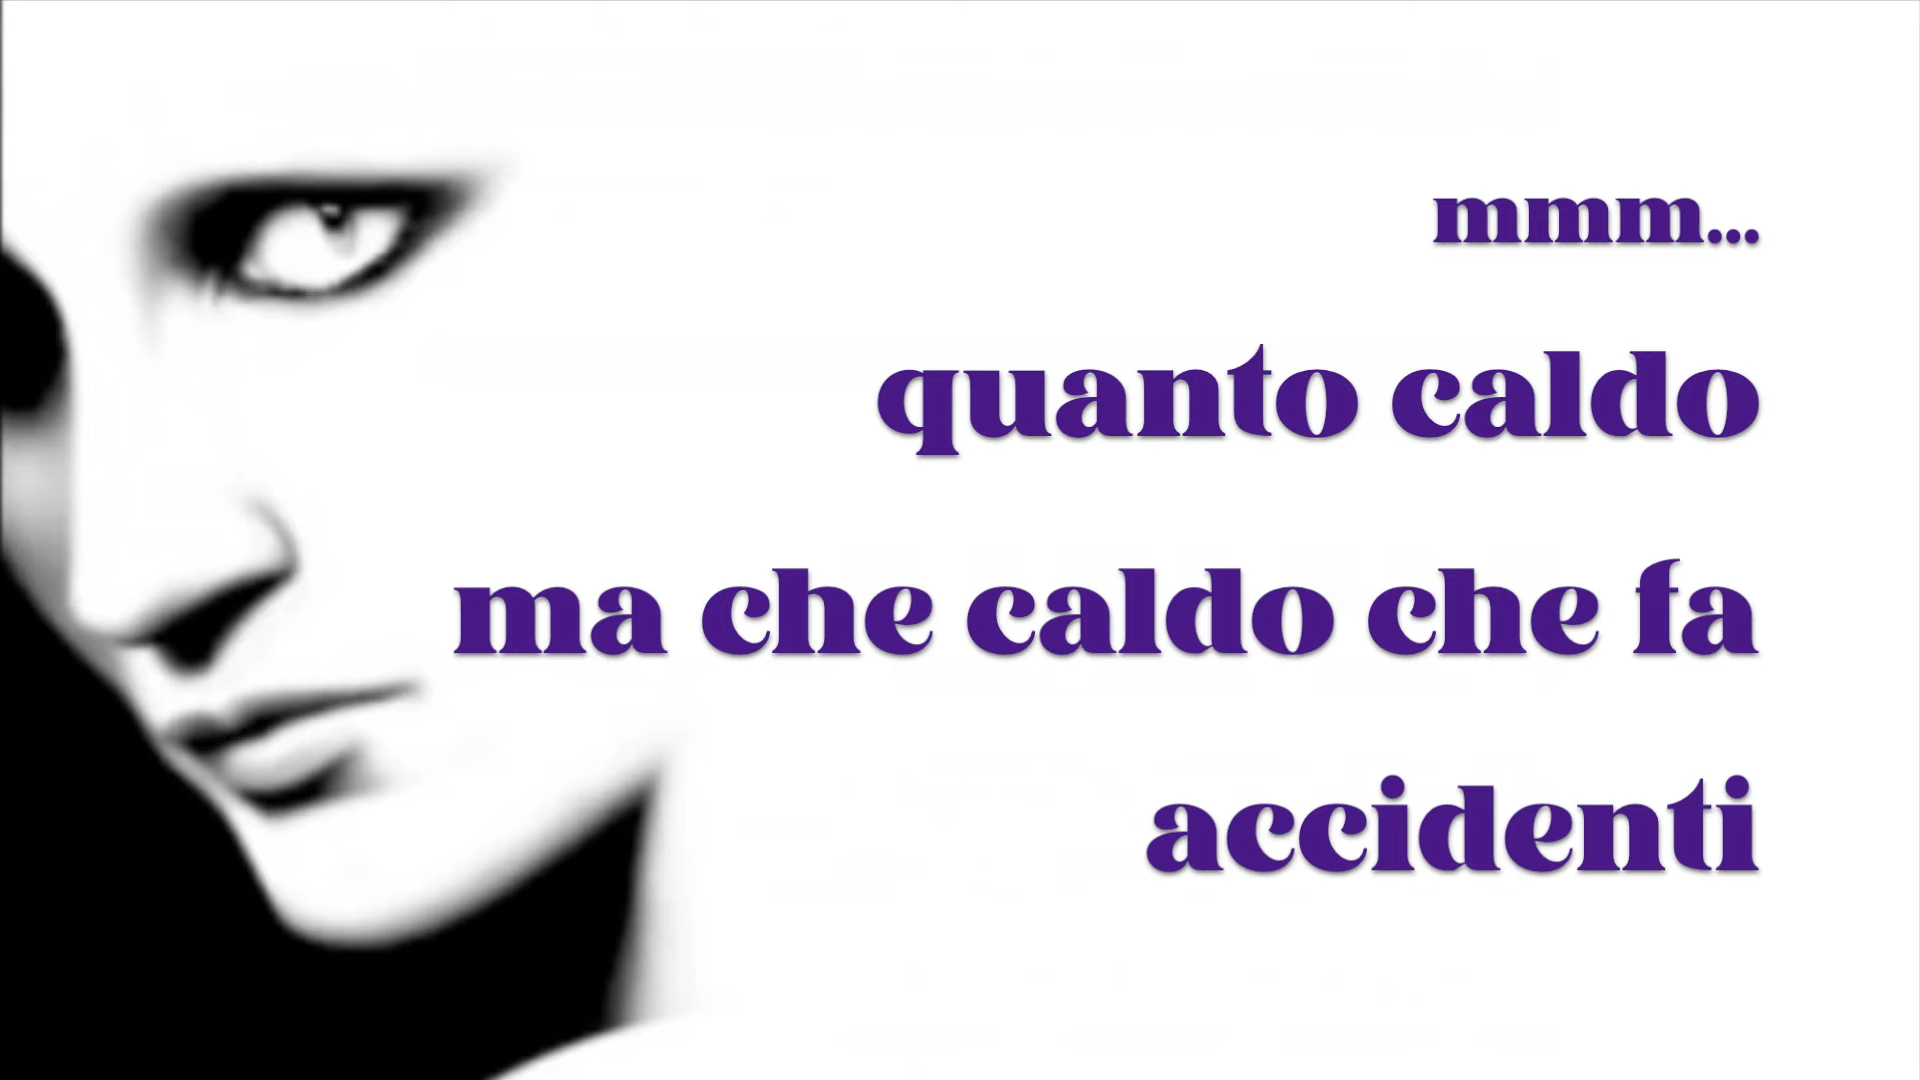 mmm...
quanto caldo
ma che caldo che fa
accidenti